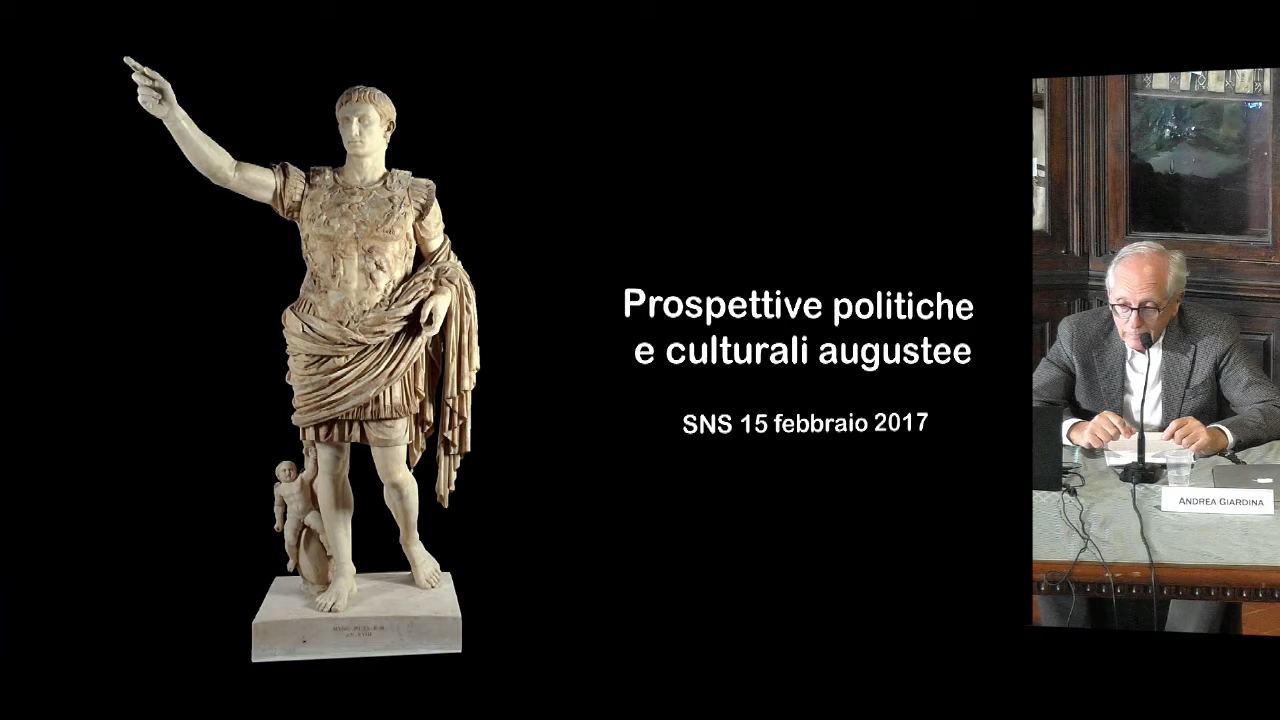 Prospettive politiche
e culturali augustee
SNS 15 febbraio 2017
ANDREA GIARDINA